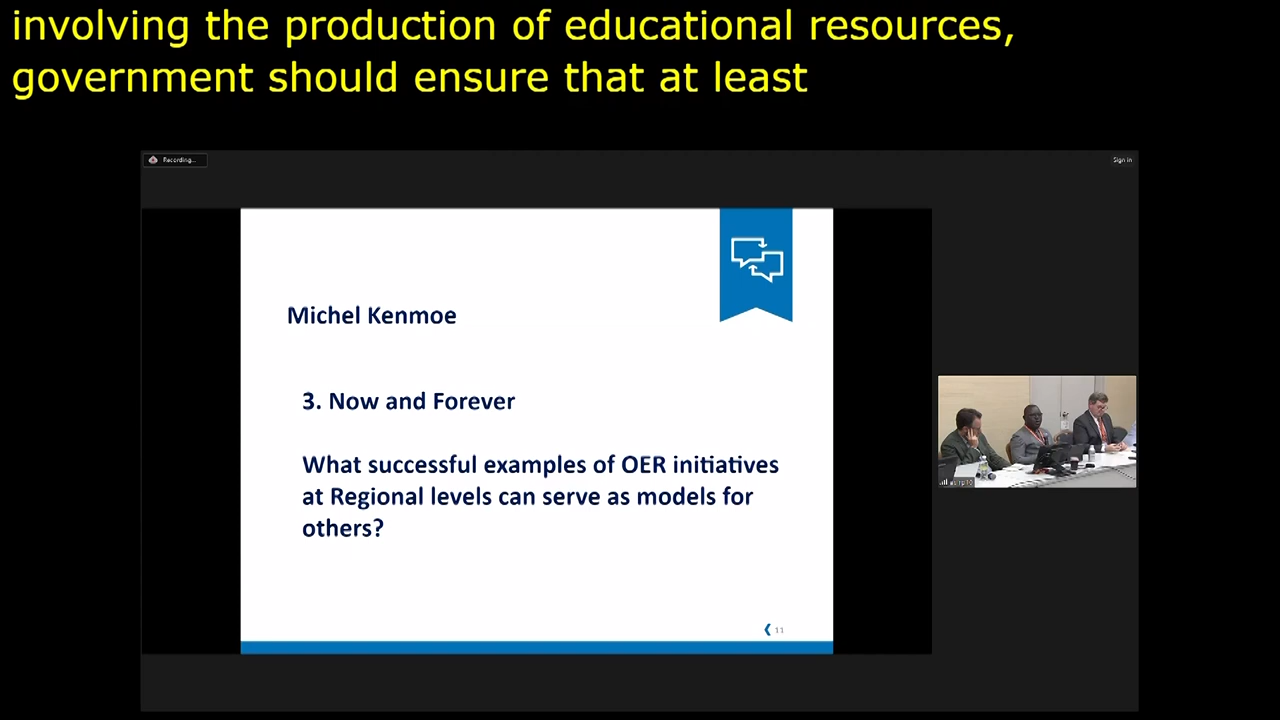 involving the production of educational resources,
government should ensure that at least
Recording...
Sign in
Michel Kenmoe
3. Now and Forever
What successful examples of OER initiatives
at Regional levels can serve as models for
others?
11